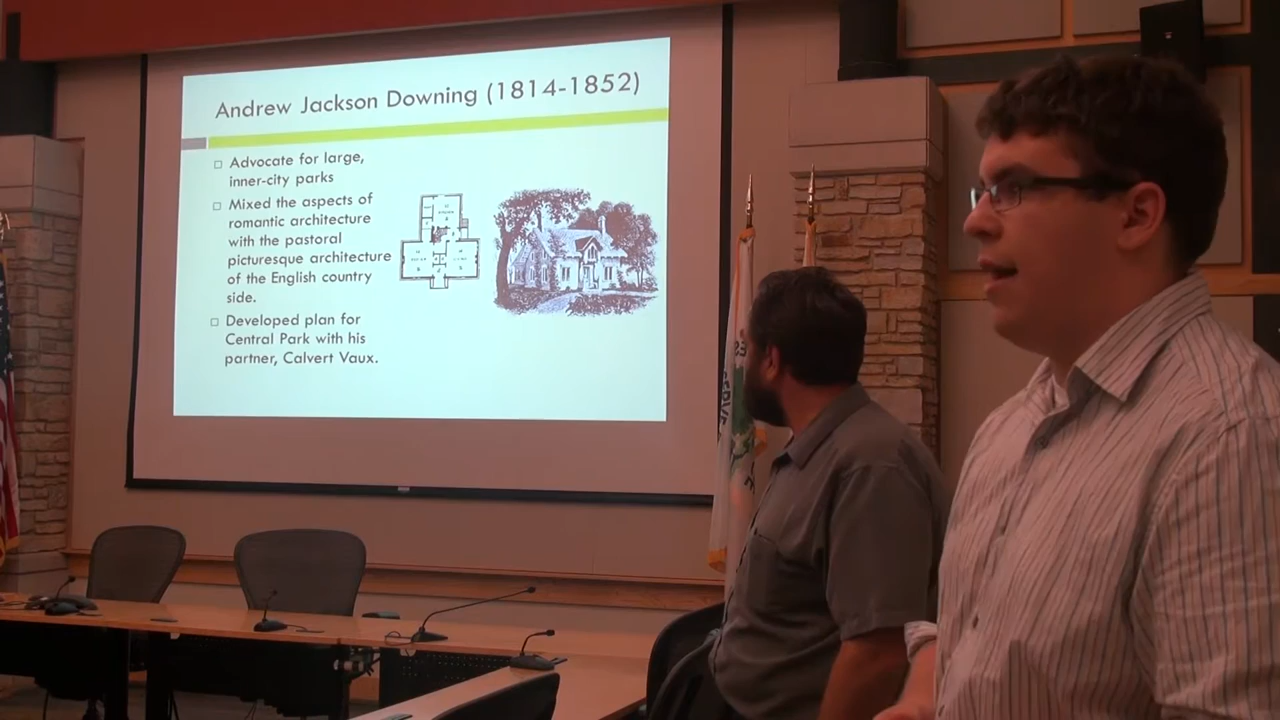 Andrew Jackson Downing (1814-1852)
Advocate for large,
inner-city parks
Mixed the aspects of
romantic architecture
with the pastoral
picturesque architecture
of the English country
side.
Developed plan for
Central Park with his
partner, Calvert Vaux.